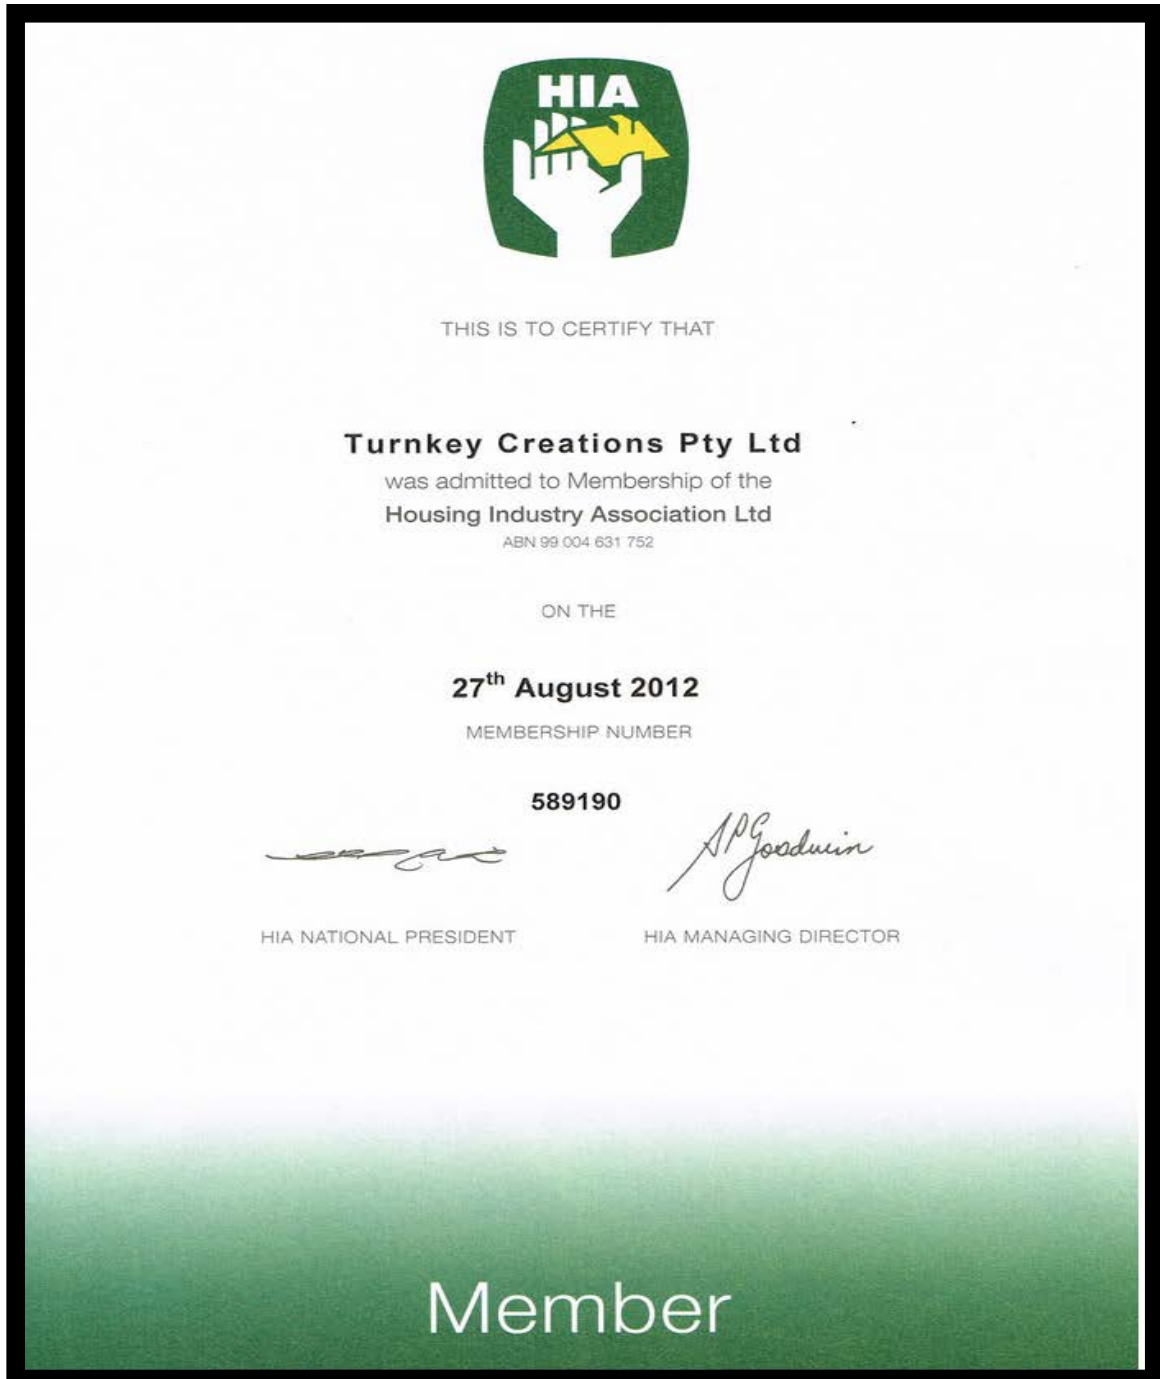 HIA
THIS IS TO CERTIFY THAT
Turnkey Creations Pty Ltd
was admitted to Membership of the
Housing Industry Association Ltd
ABN 99 004 631 752
ON THE
27th August 2012
MEMBERSHIP NUMBER
589190
APGoodwin
HIA NATIONAL PRESIDENT HIA MANAGING DIRECTOR
Member